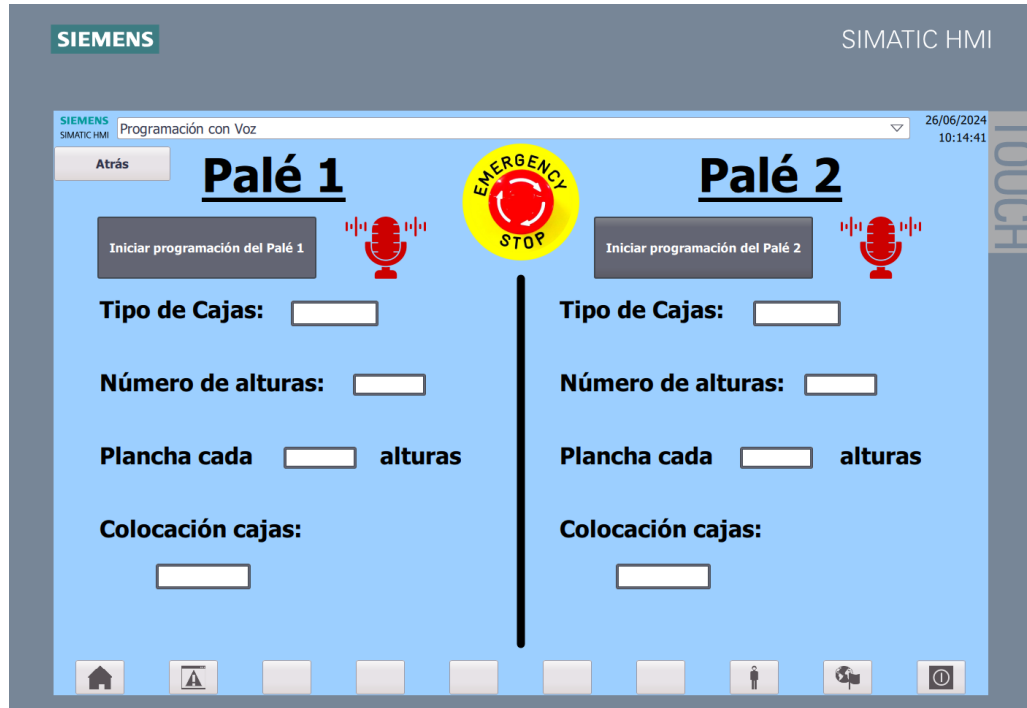 SIEMENS
SIMATIC HMI
TOUCH
SIEMENS
SIMATIC HMI
Programación con Voz
26/06/2024
10:14:41
Atrás
Palé 1
EMERGENCY
STOP
Palé 2
Iniciar programación del Palé 1
Iniciar programación del Palé 2
Tipo de Cajas:
Tipo de Cajas:
Número de alturas:
Número de alturas:
Plancha cada alturas
Plancha cada alturas
Colocación cajas:
Colocación cajas: